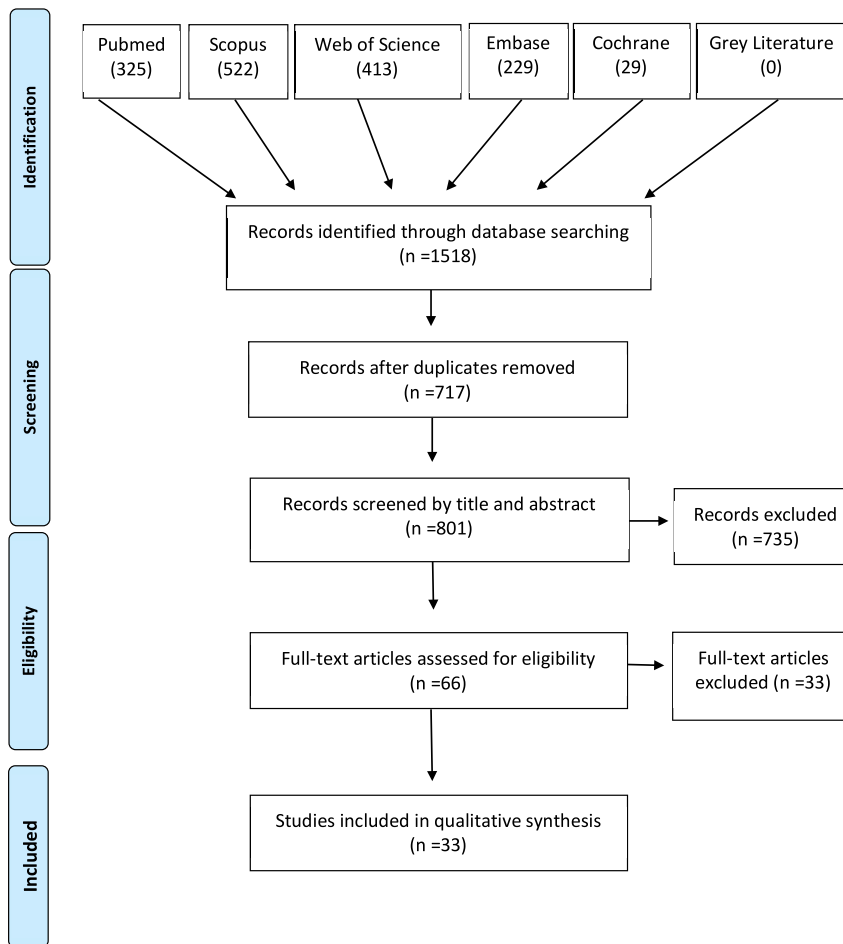 Identification
Pubmed
(325)
Scopus
(522)
Web of Science
(413)
Embase
(229)
Cochrane
(29)
Grey Literature
(0)
Records identified through database searching
(n =1518)
Screening
Records after duplicates removed
(n =717)
Records screened by title and abstract
(n =801)
Records excluded
(n =735)
Eligibility
Full-text articles assessed for eligibility
(n =66)
Full-text articles
excluded (n =33)
Included
Studies included in qualitative synthesis
(n =33)